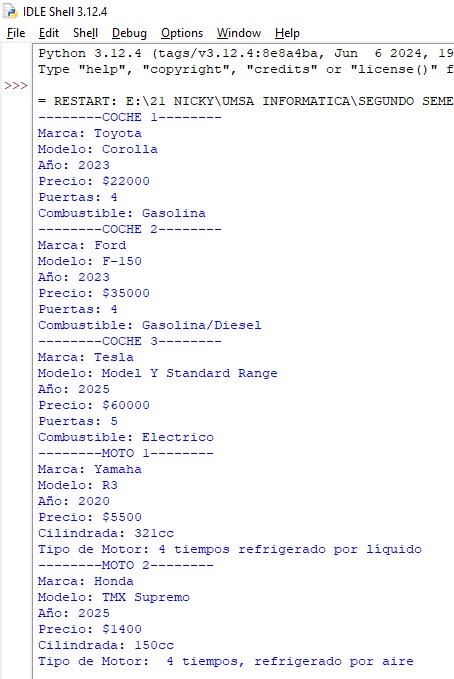 IDLE Shell 3.12.4
File Edit Shell Debug Options Window Help
Python 3.12.4 (tags/v3.12.4:8e8a4ba, Jun 6 2024, 19
Type "help", "copyright", "credits" or "license()" f
>>>
= RESTART: E:\21 NICKY\UMSA INFORMATICA\SEGUNDO SEME
--------COCHE 1--------
Marca: Toyota
Modelo: Corolla
Año: 2023
Precio: $22000
Puertas: 4
Combustible: Gasolina
--------COCHE 2--------
Marca: Ford
Modelo: F-150
Año: 2023
Precio: $35000
Puertas: 4
Combustible: Gasolina/Diesel
--------COCHE 3--------
Marca: Tesla
Modelo: Model Y Standard Range
Año: 2025
Precio: $60000
Puertas: 5
Combustible: Electrico
--------MOTO 1--------
Marca: Yamaha
Modelo: R3
Año: 2020
Precio: $5500
Cilindrada: 321cc
Tipo de Motor: 4 tiempos refrigerado por líquido
--------MOTO 2--------
Marca: Honda
Modelo: TMX Supremo
Año: 2025
Precio: $1400
Cilindrada: 150cc
Tipo de Motor:  4 tiempos, refrigerado por aire